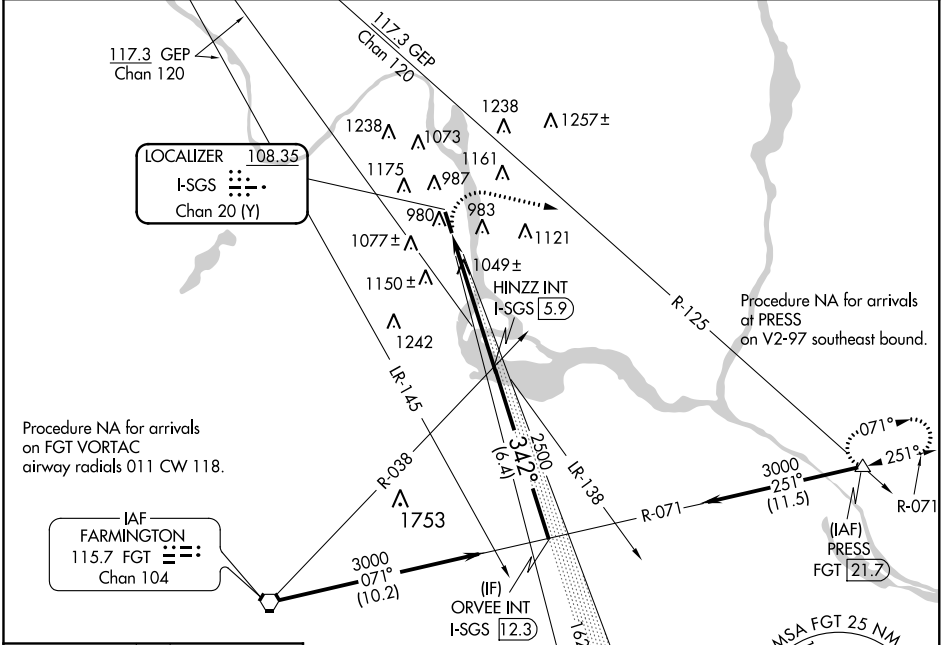 117.3 GEP
Chan 120
117.3 GEP
Chan 120
1238
1257±
1238
1073
LOCALIZER 108.35
I-SGS
Chan 20 (Y)
1161
1175
987
980
983
1121
1077±
1049±
1150±
HINZZ INT
I-SGS 5.9
1242
R-125
Procedure NA for arrivals
at PRESS
on V2-97 southeast bound.
LR-145
Procedure NA for arrivals
on FGT VORTAC
airway radials 011 CW 118.
R-038
342°
(6.4)
2500
LR-138
071°
251°
3000
251°
(11.5)
R-071
R-071
1753
IAF
FARMINGTON
115.7 FGT
Chan 104
(IAF)
PRESS
FGT 21.7
3000
071°
(10.2)
(IF)
ORVEE INT
I-SGS 12.3
162
MSA FGT 25 NM